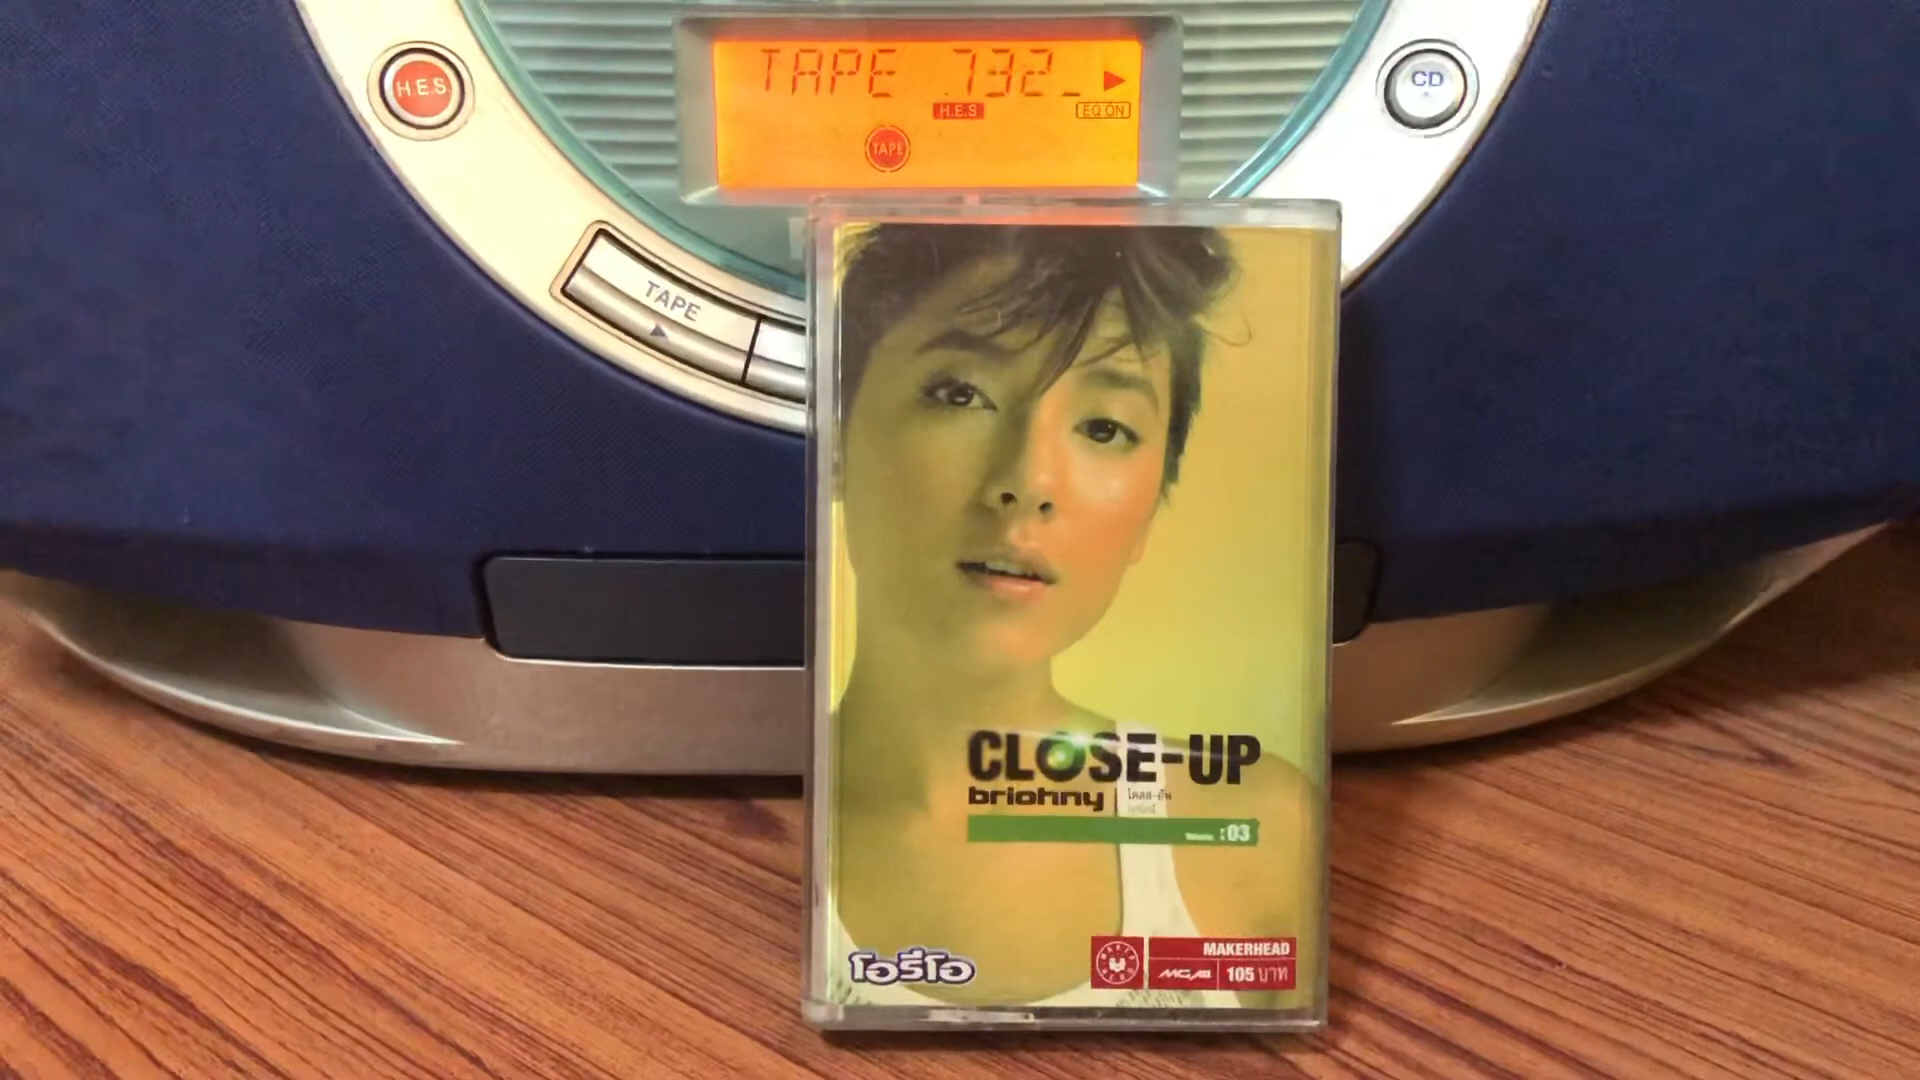 H.E.S
TAPE 732
H.E.S
EQ ON
TAPE
CD
TAPE
CLOSE-UP
briohny
โคลส-อัพ
:03
โอรีโอ
MAKERHEAD
MGA
105 บาท